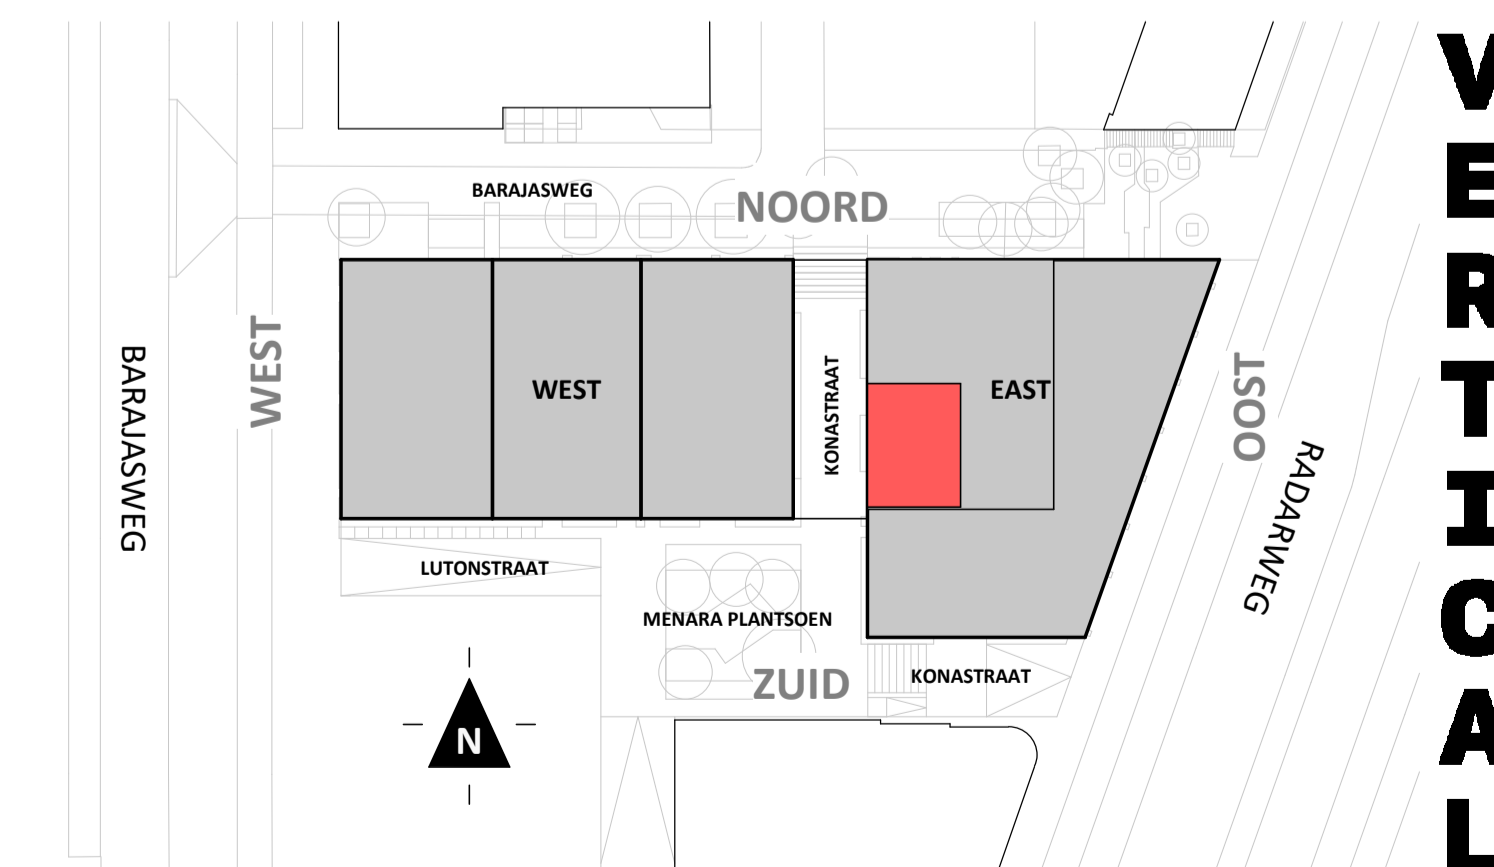 BARAJASWEG
NOORD
BARAJASWEG
WEST
WEST
KONASTRAAT
EAST
OOST
RADARWEG
LUTONSTRAAT
MENARA PLANTSOEN
ZUID
KONASTRAAT
N
VERTICAL